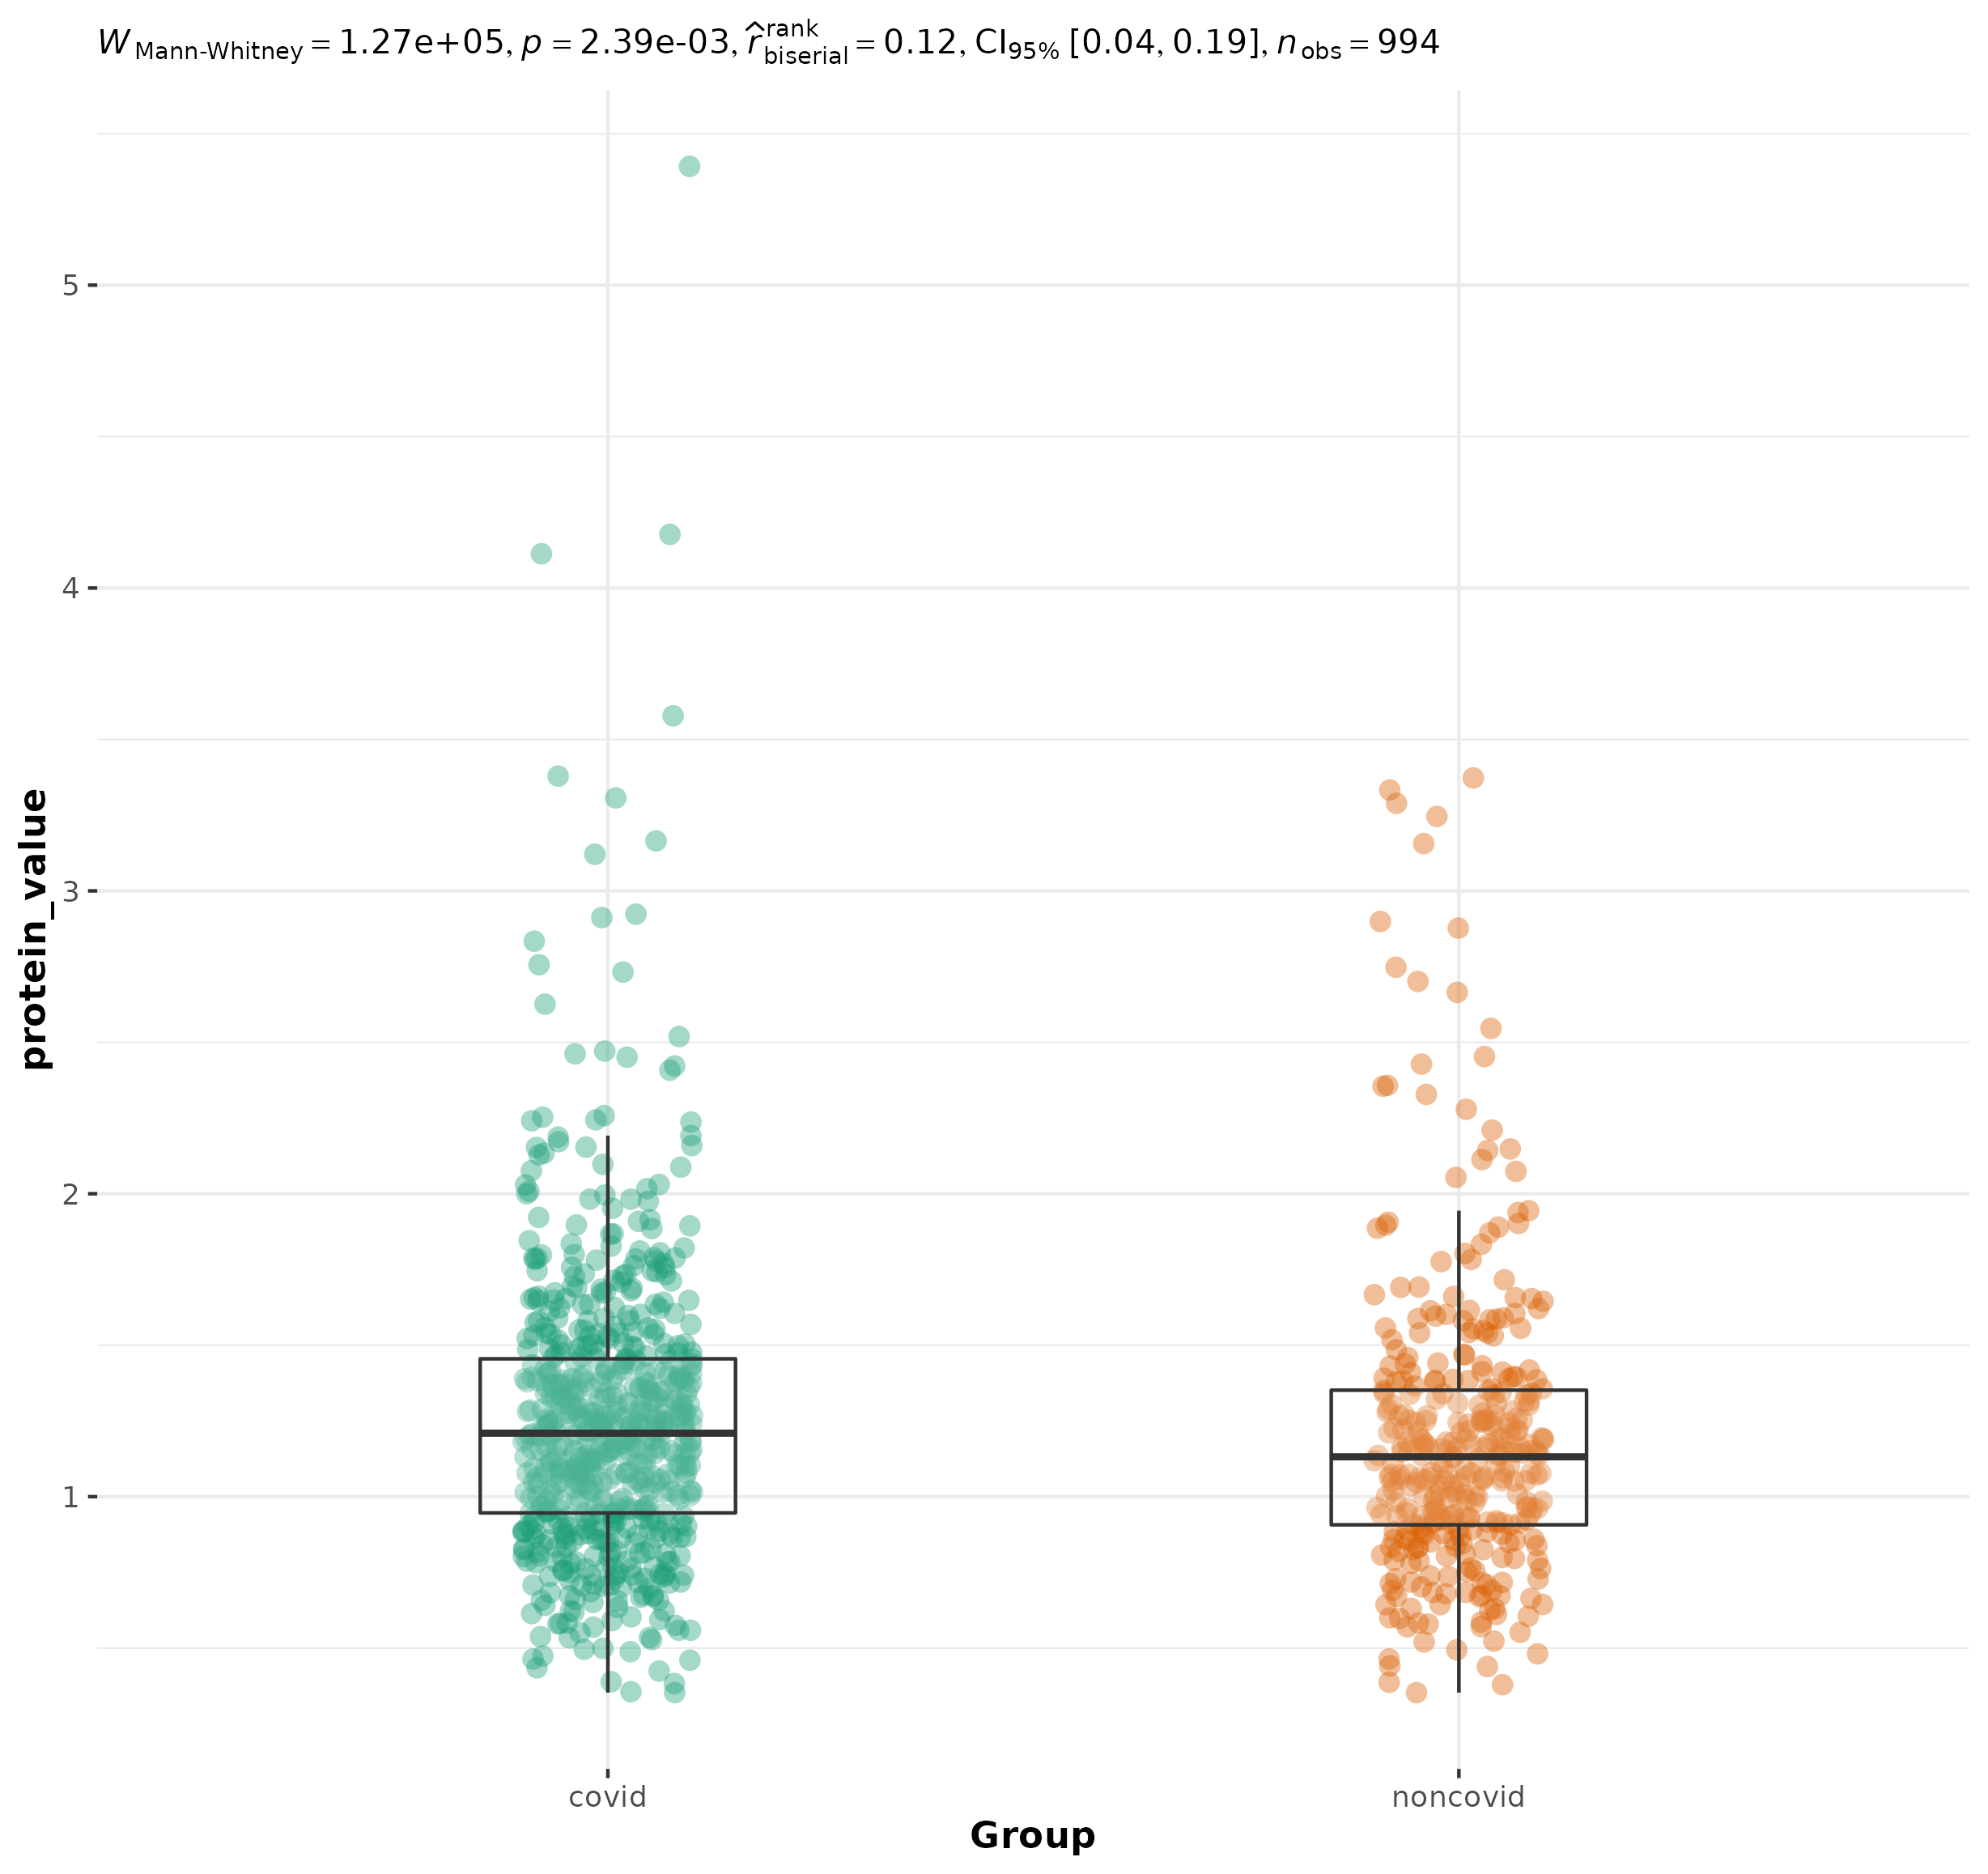 W Mann-Whitney = 1.27e+05, p = 2.39e-03, r̂ rank biserial = 0.12, CI95% [0.04, 0.19], n obs = 994
protein_value
5
4
3
2
1
covid noncovid
Group